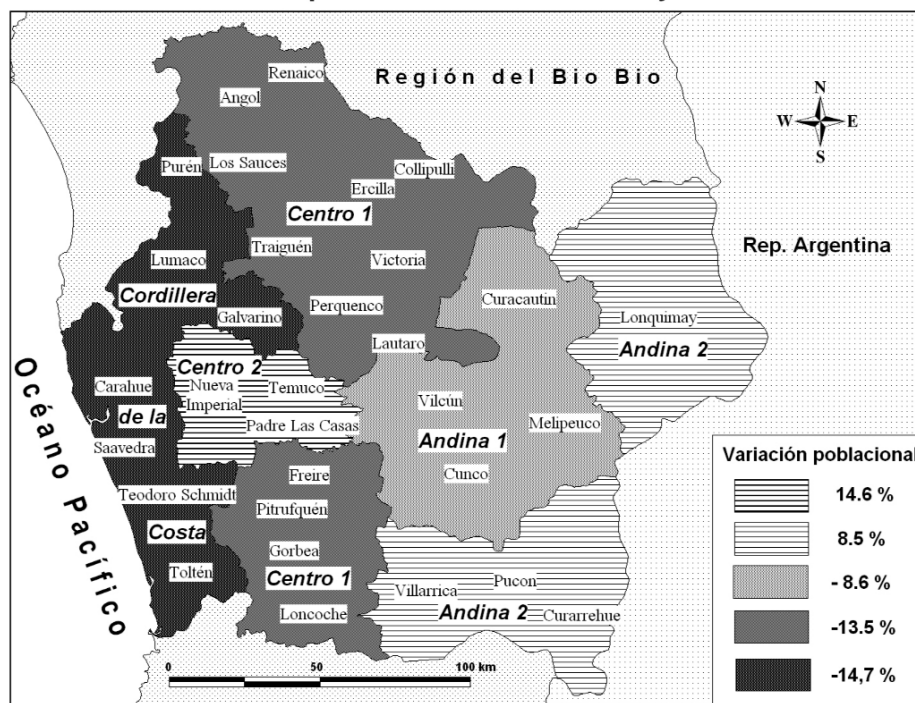 Región del Bio Bio
N
W E
S
Renaico
Angol
Purén
Los Sauces
Collipulli
Ercilla
Centro 1
Traiguén
Victoria
Rep. Argentina
Lumaco
Cordillera
Galvarino
Perquenco
Curacautin
Lonquimay
Lautaro
Andina 2
Centro 2
Nueva
Imperial
Temuco
Carahue
de la
Vilcún
Padre Las Casas
Andina 1
Melipeuco
Saavedra
Cunco
Océano Pacífico
Freire
Teodoro Schmidt
Pitrufquén
Costa
Gorbea
Toltén
Centro 1
Loncoche
Villarrica
Pucon
Andina 2
Curarrehue
0 50 100 km
Variación poblacional
14.6 %
8.5 %
- 8.6 %
-13.5 %
-14,7 %